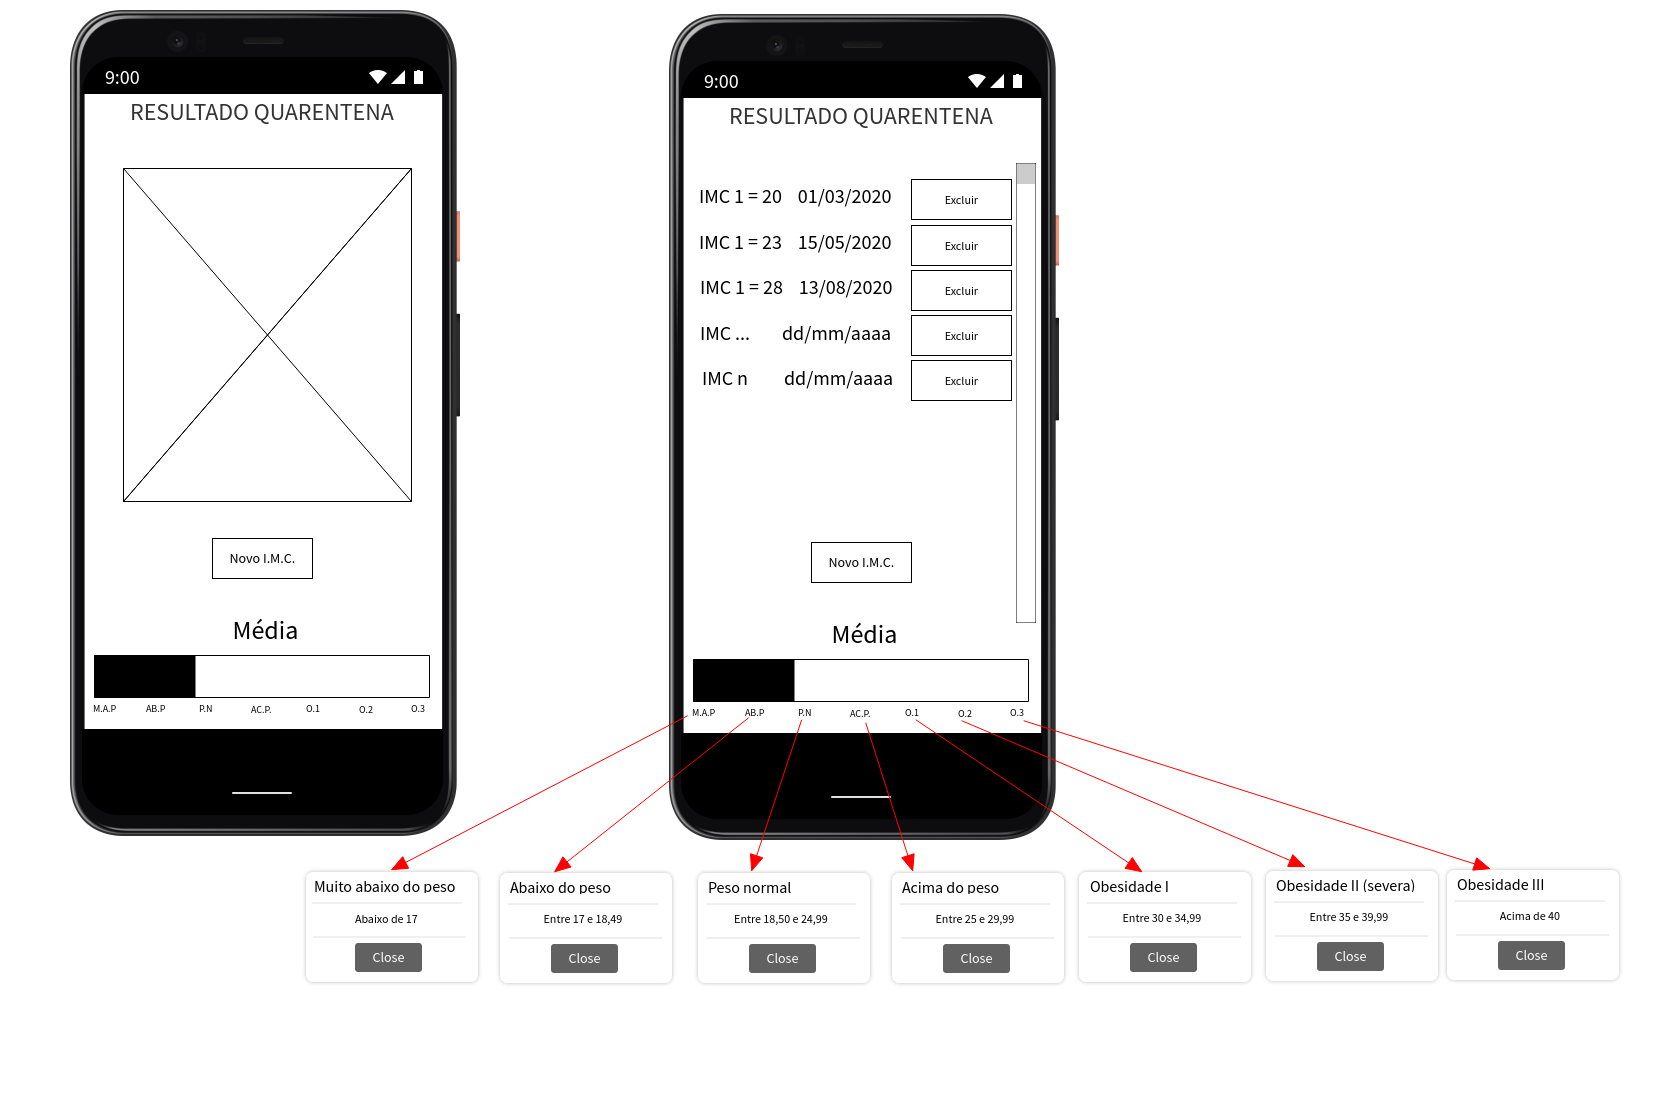 9:00
RESULTADO QUARENTENA
Novo I.M.C.
Média
M.A.P AB.P P.N AC.P. O.1 O.2 O.3
9:00
RESULTADO QUARENTENA
IMC 1 = 20 01/03/2020 Excluir
IMC 1 = 23 15/05/2020 Excluir
IMC 1 = 28 13/08/2020 Excluir
IMC ... dd/mm/aaaa Excluir
IMC n dd/mm/aaaa Excluir
Novo I.M.C.
Média
M.A.P AB.P P.N AC.P. O.1 O.2 O.3
Muito abaixo do peso
Abaixo de 17
Close
Abaixo do peso
Entre 17 e 18,49
Close
Peso normal
Entre 18,50 e 24,99
Close
Acima do peso
Entre 25 e 29,99
Close
Obesidade I
Entre 30 e 34,99
Close
Obesidade II (severa)
Entre 35 e 39,99
Close
Obesidade III
Acima de 40
Close